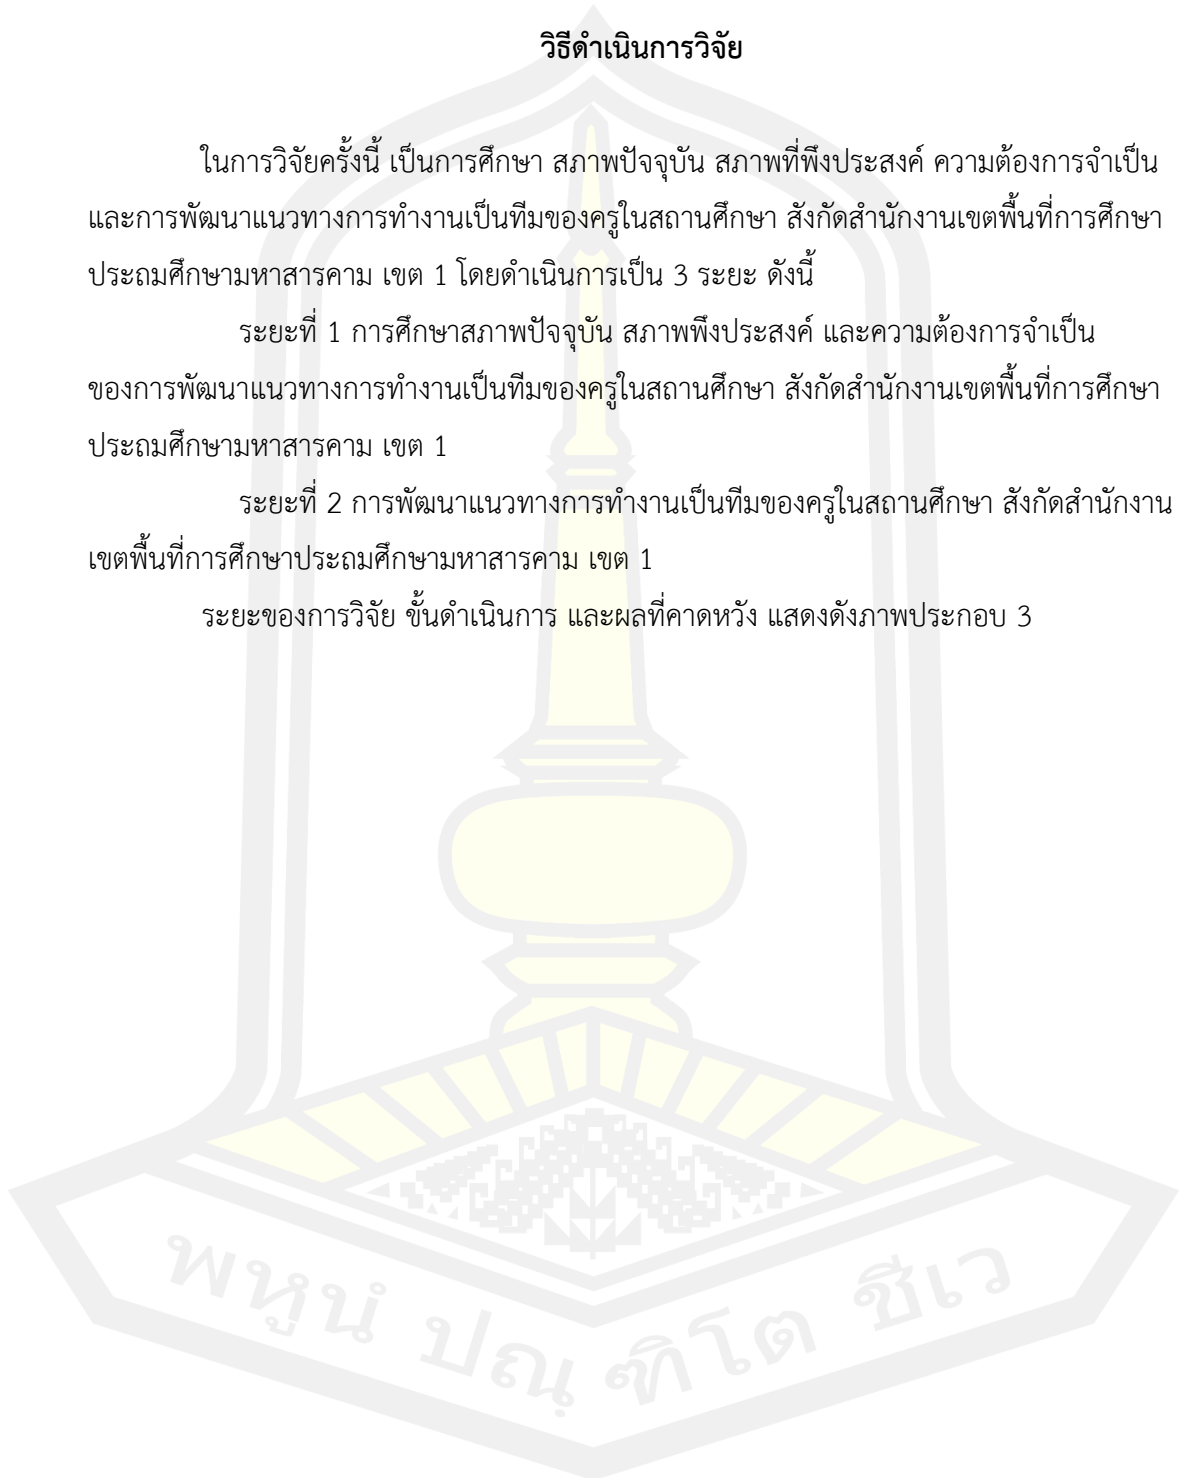 วิธีดำเนินการวิจัย
ในการวิจัยครั้งนี้ เป็นการศึกษา สภาพปัจจุบัน สภาพที่พึงประสงค์ ความต้องการจำเป็น
และการพัฒนาแนวทางการทำงานเป็นทีมของครูในสถานศึกษา สังกัดสำนักงานเขตพื้นที่การศึกษา
ประถมศึกษามหาสารคาม เขต 1 โดยดำเนินการเป็น 3 ระยะ ดังนี้
ระยะที่ 1 การศึกษาสภาพปัจจุบัน สภาพพึงประสงค์ และความต้องการจำเป็น
ของการพัฒนาแนวทางการทำงานเป็นทีมของครูในสถานศึกษา สังกัดสำนักงานเขตพื้นที่การศึกษา
ประถมศึกษามหาสารคาม เขต 1
ระยะที่ 2 การพัฒนาแนวทางการทำงานเป็นทีมของครูในสถานศึกษา สังกัดสำนักงาน
เขตพื้นที่การศึกษาประถมศึกษามหาสารคาม เขต 1
ระยะของการวิจัย ขั้นดำเนินการ และผลที่คาดหวัง แสดงดังภาพประกอบ 3
พหูนํ ปณฺฑิโต ชีเว